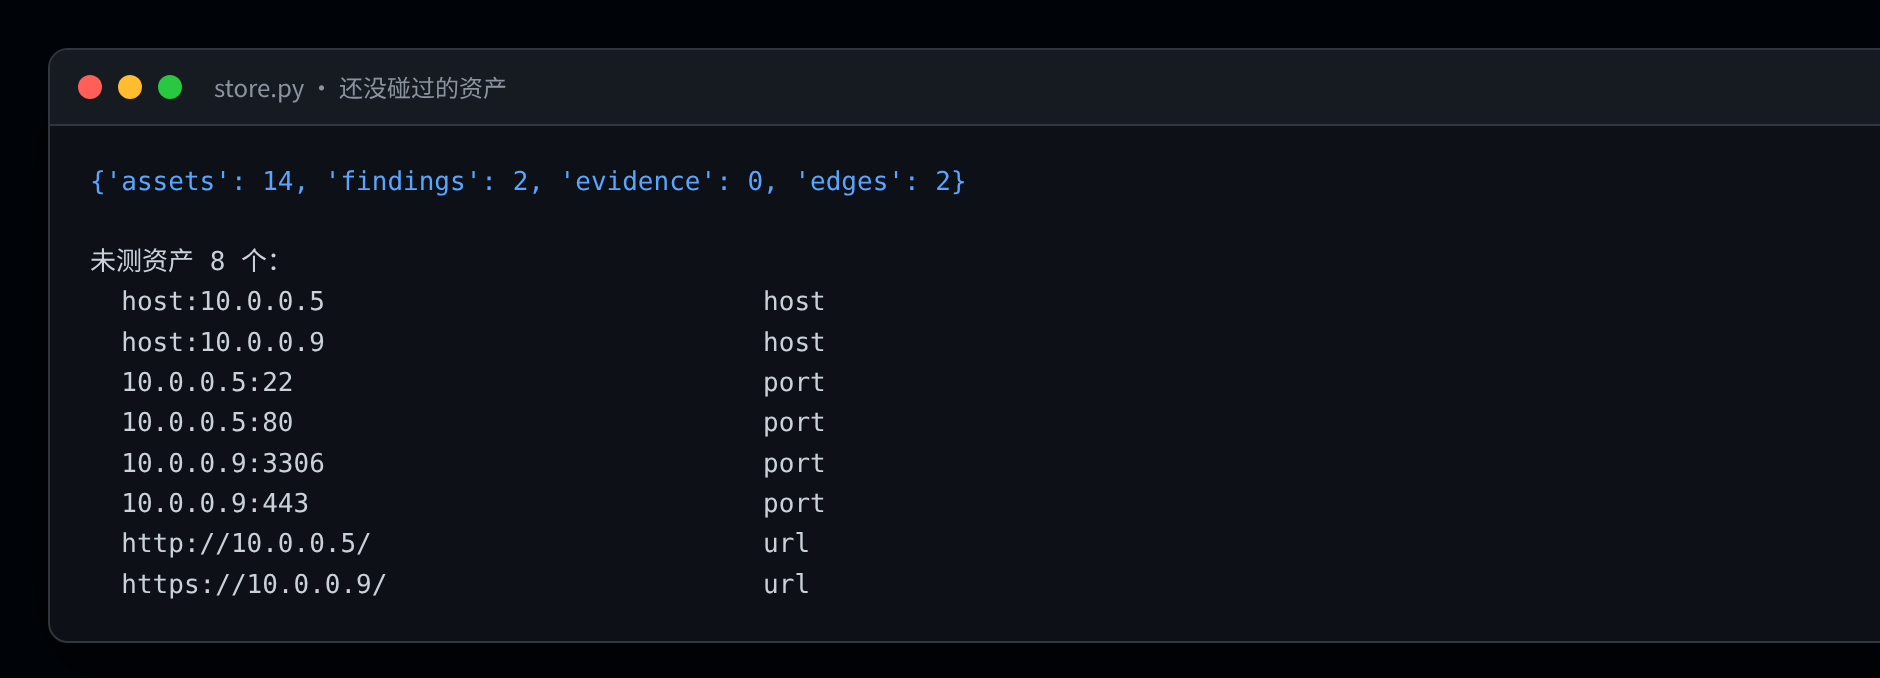 store.py · 还没碰过的资产
{'assets': 14, 'findings': 2, 'evidence': 0, 'edges': 2}
未测资产 8 个:
host:10.0.0.5 host
host:10.0.0.9 host
10.0.0.5:22 port
10.0.0.5:80 port
10.0.0.9:3306 port
10.0.0.9:443 port
http://10.0.0.5/ url
https://10.0.0.9/ url